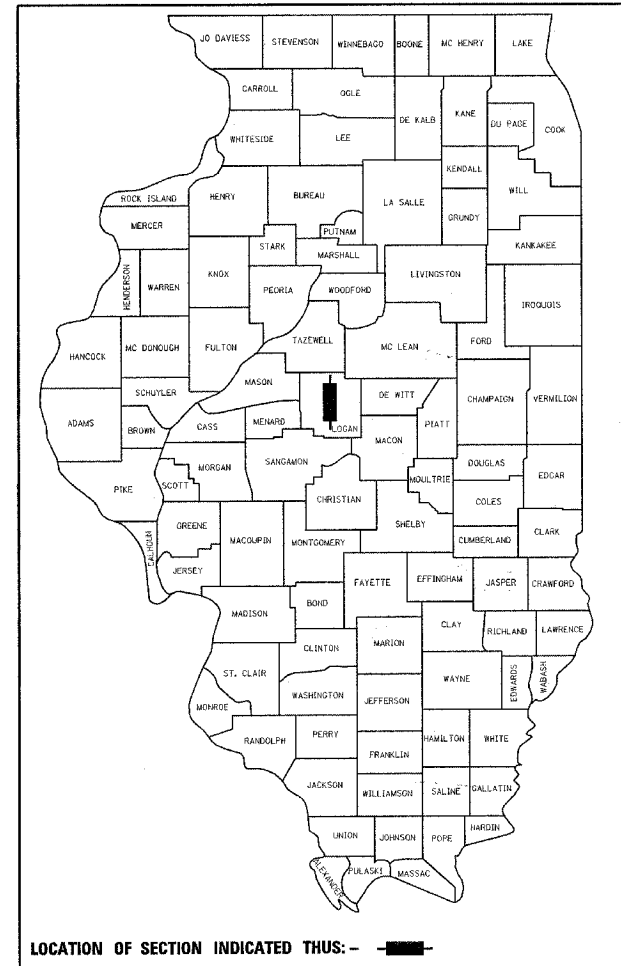 JO DAVIESS STEVENSON WINNEBAGO BOONE MC HENRY LAKE
CARROLL OGLE DE KALB KANE DU PAGE COOK
WHITESIDE LEE
KENDALL WILL
ROCK ISLAND HENRY BUREAU LA SALLE GRUNDY
MERCER PUTNAM KANKAKEE
STARK MARSHALL
HENDERSON WARREN KNOX PEORIA WOODFORD LIVINGSTON IROQUOIS
HANCOCK MC DONOUGH FULTON TAZEWELL MC LEAN FORD
SCHUYLER MASON DE WITT CHAMPAIGN VERMILION
ADAMS BROWN CASS MENARD LOGAN MACON PIATT
PIKE SCOTT MORGAN SANGAMON CHRISTIAN MOULTRIE DOUGLAS EDGAR
COLES
CALHOUN GREENE MACOUPIN MONTGOMERY SHELBY CUMBERLAND CLARK
JERSEY FAYETTE EFFINGHAM JASPER CRAWFORD
MADISON BOND
CLINTON MARION CLAY RICHLAND LAWRENCE
ST. CLAIR WAYNE EDWARDS WABASH
MONROE WASHINGTON JEFFERSON
RANDOLPH PERRY FRANKLIN HAMILTON WHITE
JACKSON WILLIAMSON SALINE GALLATIN
UNION JOHNSON POPE HARDIN
ALEXANDER PULASKI MASSAC
LOCATION OF SECTION INDICATED THUS: -